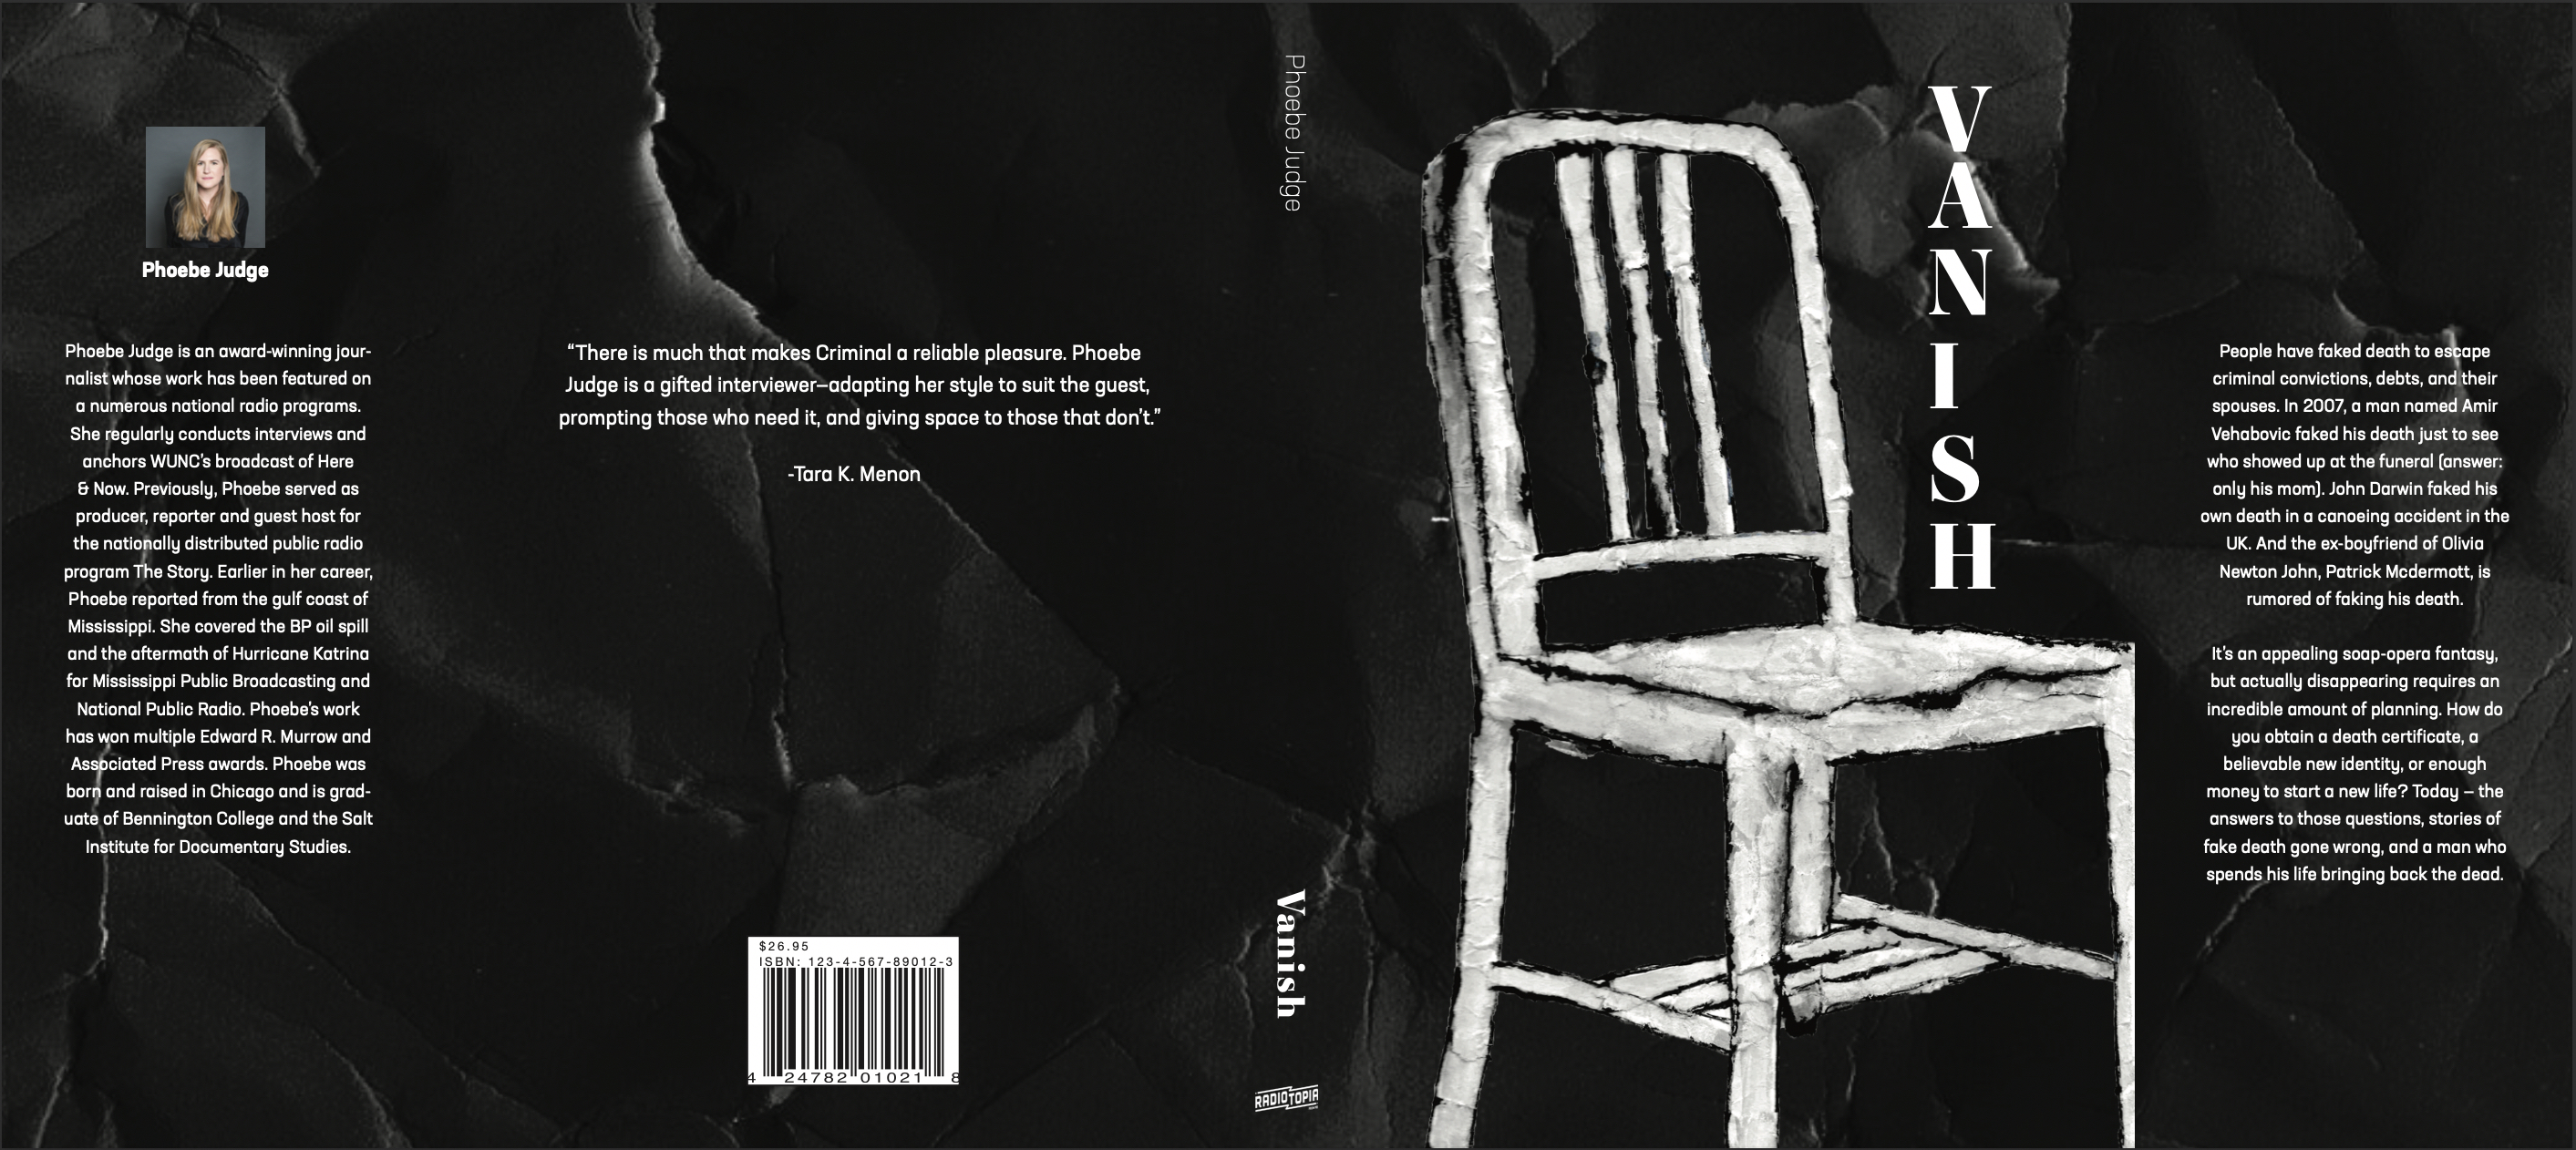 Phoebe Judge
Phoebe Judge is an award-winning jour-
nalist whose work has been featured on
a numerous national radio programs.
She regularly conducts interviews and
anchors WUNC’s broadcast of Here
& Now. Previously, Phoebe served as
producer, reporter and guest host for
the nationally distributed public radio
program The Story. Earlier in her career,
Phoebe reported from the gulf coast of
Mississippi. She covered the BP oil spill
and the aftermath of Hurricane Katrina
for Mississippi Public Broadcasting and
National Public Radio. Phoebe’s work
has won multiple Edward R. Murrow and
Associated Press awards. Phoebe was
born and raised in Chicago and is grad-
uate of Bennington College and the Salt
Institute for Documentary Studies.
“There is much that makes Criminal a reliable pleasure. Phoebe
Judge is a gifted interviewer—adapting her style to suit the guest,
prompting those who need it, and giving space to those that don’t.”
-Tara K. Menon
$26.95
ISBN: 123-4-567-89012-3
4 24782 01021 8
Phoebe Judge
Vanish
RADIOTOPIA
VANISH
People have faked death to escape
criminal convictions, debts, and their
spouses. In 2007, a man named Amir
Vehabovic faked his death just to see
who showed up at the funeral (answer:
only his mom). John Darwin faked his
own death in a canoeing accident in the
UK. And the ex-boyfriend of Olivia
Newton John, Patrick Mcdermott, is
rumored of faking his death.
It’s an appealing soap-opera fantasy,
but actually disappearing requires an
incredible amount of planning. How do
you obtain a death certificate, a
believable new identity, or enough
money to start a new life? Today – the
answers to those questions, stories of
fake death gone wrong, and a man who
spends his life bringing back the dead.